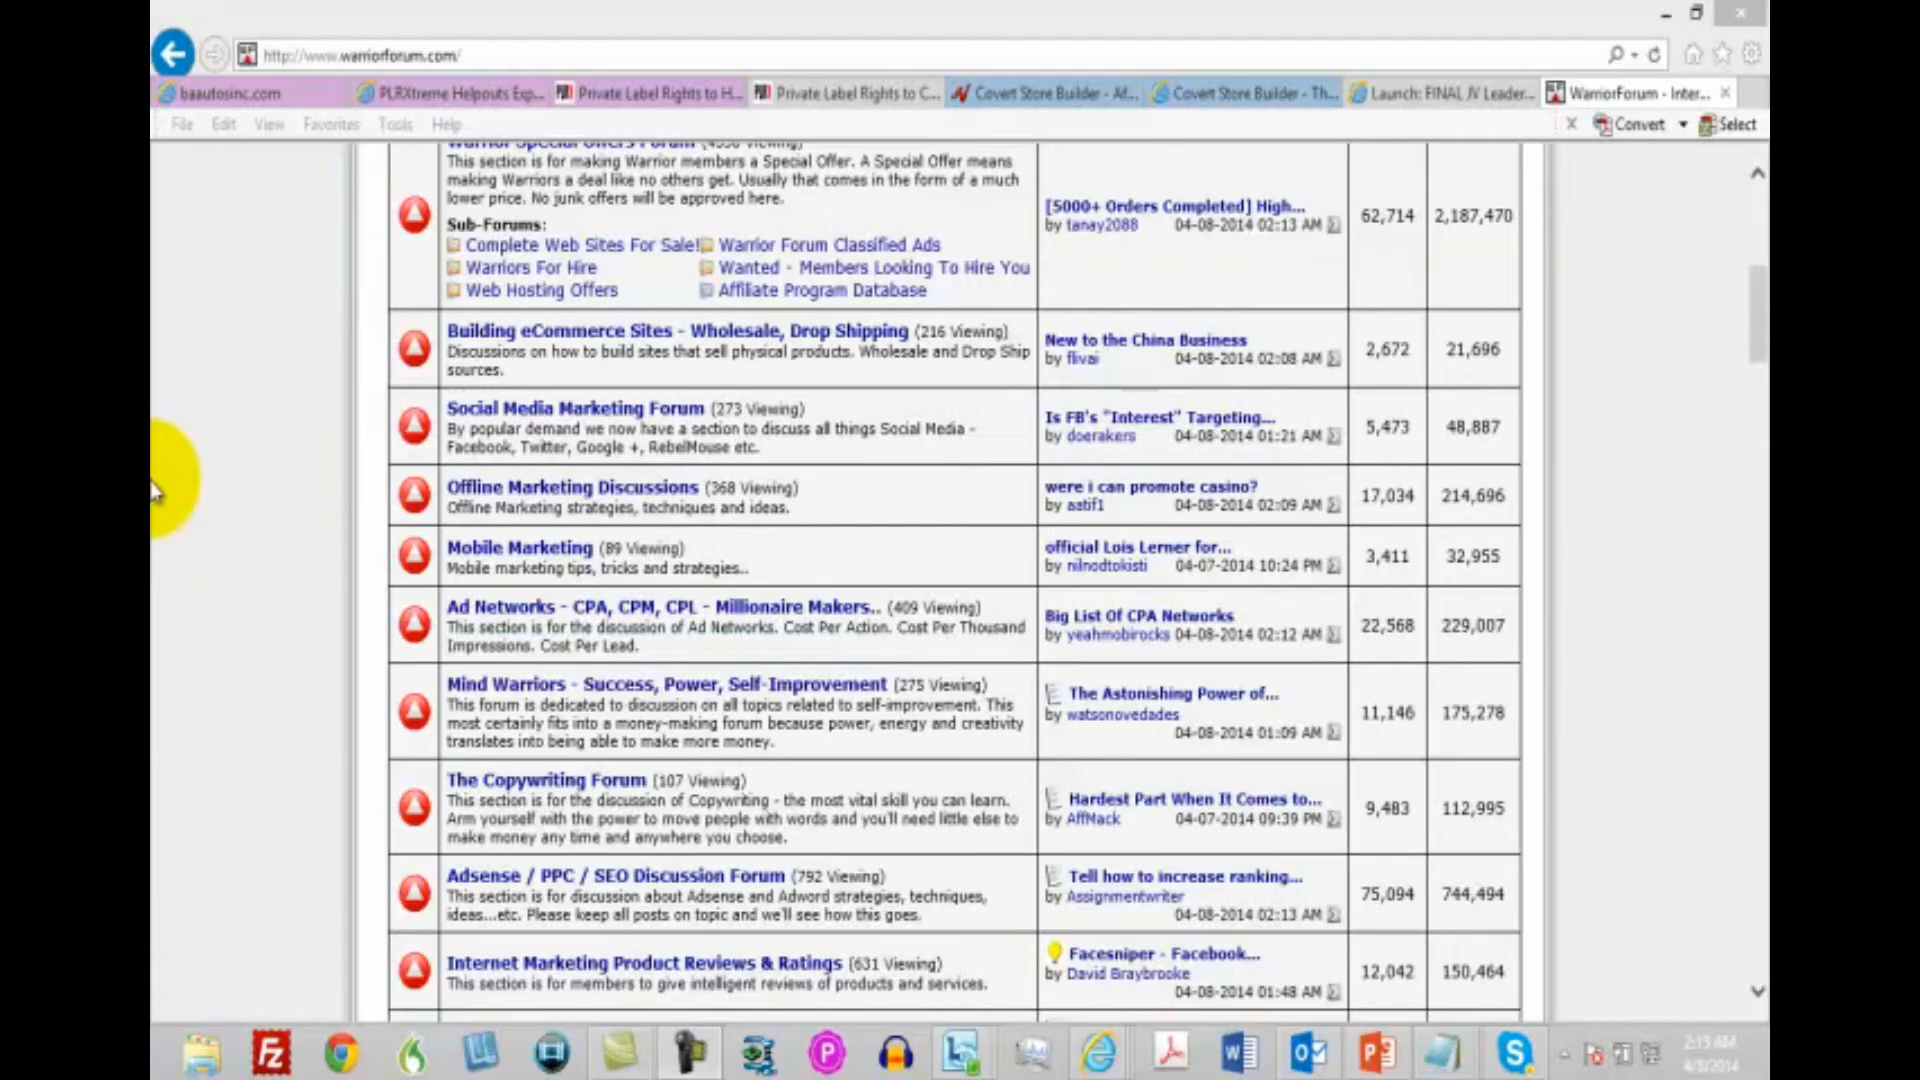 http://www.warriorforum.com/
baautosinc.com
PLRXtreme Helpouts Exp...
Private Label Rights to H...
Private Label Rights to C...
Covert Store Builder - Af...
Covert Store Builder - Th...
Launch: FINAL JV Leader...
WarriorForum - Inter...
File Edit View Favorites Tools Help
Convert Select
Warrior Special Offers Forum (4556 Viewing)
This section is for making Warrior members a Special Offer. A Special Offer means
making Warriors a deal like no others get. Usually that comes in the form of a much
lower price. No junk offers will be approved here.
Sub-Forums:
Complete Web Sites For Sale! Warrior Forum Classified Ads
Warriors For Hire Wanted - Members Looking To Hire You
Web Hosting Offers Affiliate Program Database
[5000+ Orders Completed] High...
by tanay2088 04-08-2014 02:13 AM
62,714 2,187,470
Building eCommerce Sites - Wholesale, Drop Shipping (216 Viewing)
Discussions on how to build sites that sell physical products. Wholesale and Drop Ship
sources.
New to the China Business
by flivai 04-08-2014 02:08 AM
2,672 21,696
Social Media Marketing Forum (273 Viewing)
By popular demand we now have a section to discuss all things Social Media -
Facebook, Twitter, Google +, RebelMouse etc.
Is FB's "Interest" Targeting...
by doerakers 04-08-2014 01:21 AM
5,473 48,887
Offline Marketing Discussions (368 Viewing)
Offline Marketing strategies, techniques and ideas.
were i can promote casino?
by aatif1 04-08-2014 02:09 AM
17,034 214,696
Mobile Marketing (89 Viewing)
Mobile marketing tips, tricks and strategies..
official Lois Lerner for...
by nilnodtokisti 04-07-2014 10:24 PM
3,411 32,955
Ad Networks - CPA, CPM, CPL - Millionaire Makers.. (409 Viewing)
This section is for the discussion of Ad Networks. Cost Per Action. Cost Per Thousand
Impressions. Cost Per Lead.
Big List Of CPA Networks
by yeahmobirocks 04-08-2014 02:12 AM
22,568 229,007
Mind Warriors - Success, Power, Self-Improvement (275 Viewing)
This forum is dedicated to discussion on all topics related to self-improvement. This
most certainly fits into a money-making forum because power, energy and creativity
translates into being able to make more money.
The Astonishing Power of...
by watsonovedades
04-08-2014 01:09 AM
11,146 175,278
The Copywriting Forum (107 Viewing)
This section is for the discussion of Copywriting - the most vital skill you can learn.
Arm yourself with the power to move people with words and you'll need little else to
make money any time and anywhere you choose.
Hardest Part When It Comes to...
by AffMack 04-07-2014 09:39 PM
9,483 112,995
Adsense / PPC / SEO Discussion Forum (792 Viewing)
This section is for discussion about Adsense and Adword strategies, techniques,
ideas...etc. Please keep all posts on topic and we'll see how this goes.
Tell how to increase ranking...
by Assignmentwriter
04-08-2014 02:13 AM
75,094 744,494
Internet Marketing Product Reviews & Ratings (631 Viewing)
This section is for members to give intelligent reviews of products and services.
Facesniper - Facebook...
by David Braybrooke
04-08-2014 01:48 AM
12,042 150,464
2:15 AM
4/8/2014